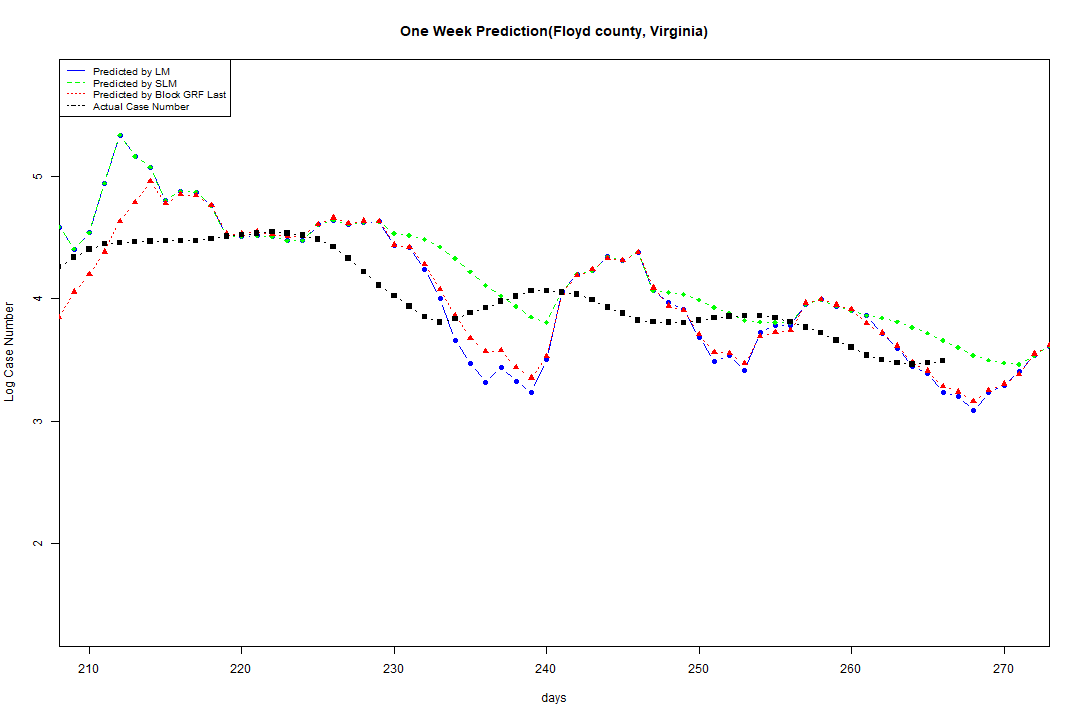 One Week Prediction(Floyd county, Virginia)
Predicted by LM
Predicted by SLM
Predicted by Block GRF Last
Actual Case Number
Log Case Number
5
4
3
2
210 220 230 240 250 260 270
days